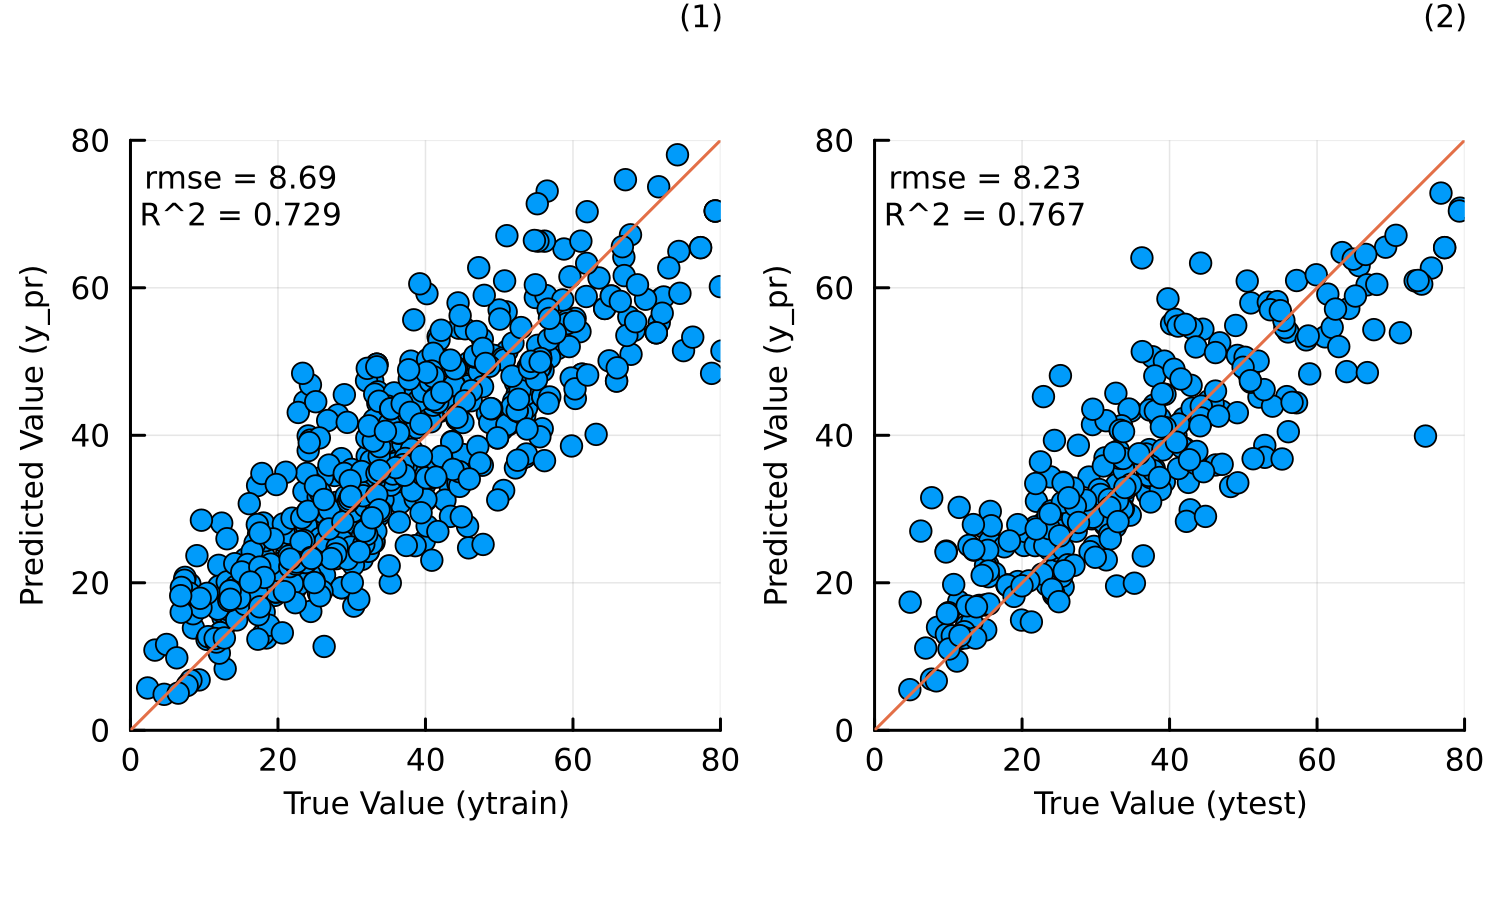 (1)
80
60
40
20
0
rmse = 8.69
R^2 = 0.729
Predicted Value (y_pr)
0 20 40 60 80
True Value (ytrain)
(2)
80
60
40
20
0
rmse = 8.23
R^2 = 0.767
Predicted Value (y_pr)
0 20 40 60 80
True Value (ytest)